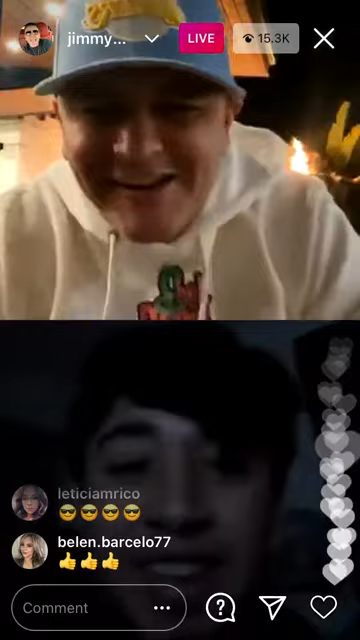 jimmy...
LIVE
15.3K
leticiamrico
😎😎😎😎
belen.barcelo77
👍👍👍
Comment